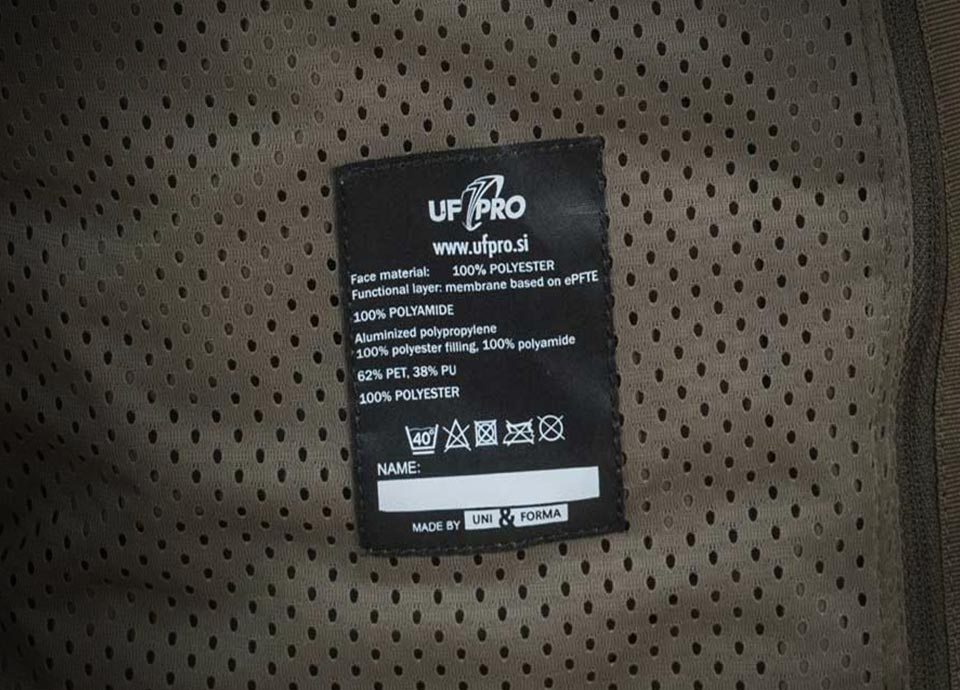 UF PRO
www.ufpro.si
Face material: 100% POLYESTER
Functional layer: membrane based on ePFTE
100% POLYAMIDE
Aluminized polypropylene
100% polyester filling, 100% polyamide
62% PET, 38% PU
100% POLYESTER
40°
NAME:
MADE BY UNI & FORMA